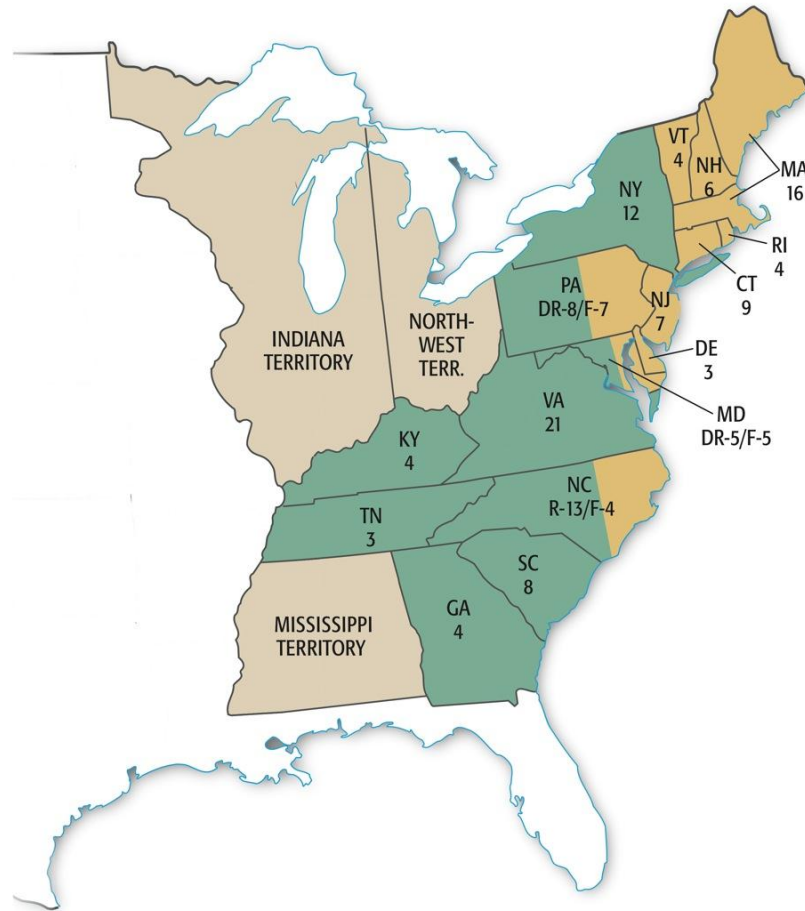 VT
4
NH
6
MA
16
NY
12
RI
4
CT
9
PA
DR-8/F-7
NJ
7
INDIANA
TERRITORY
NORTH-
WEST
TERR.
DE
3
MD
DR-5/F-5
VA
21
KY
4
NC
R-13/F-4
TN
3
SC
8
GA
4
MISSISSIPPI
TERRITORY